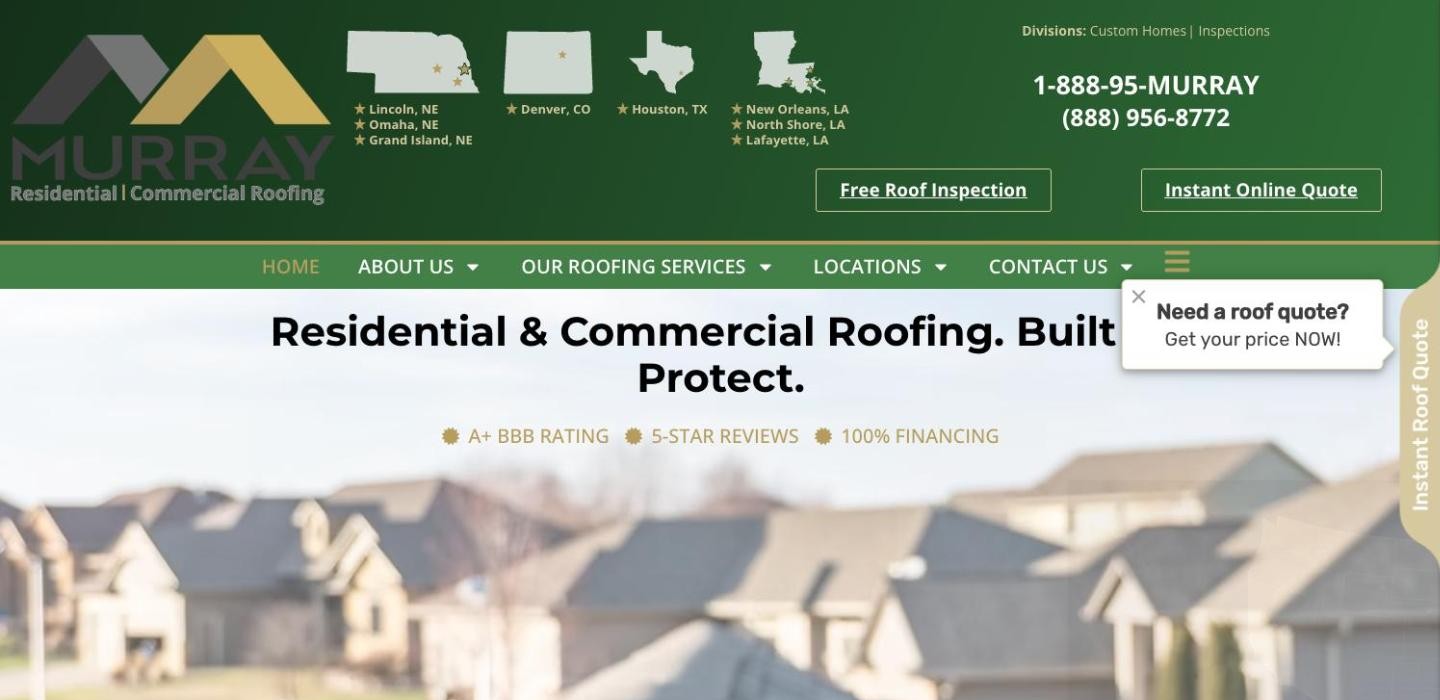 MURRAY
Residential | Commercial Roofing
Lincoln, NE
Omaha, NE
Grand Island, NE
Denver, CO
Houston, TX
New Orleans, LA
North Shore, LA
Lafayette, LA
Divisions: Custom Homes | Inspections
1-888-95-MURRAY
(888) 956-8772
Free Roof Inspection
Instant Online Quote
HOME ABOUT US OUR ROOFING SERVICES LOCATIONS CONTACT US
Residential & Commercial Roofing. Built
Protect.
Need a roof quote?
Get your price NOW!
Instant Roof Quote
A+ BBB RATING 5-STAR REVIEWS 100% FINANCING